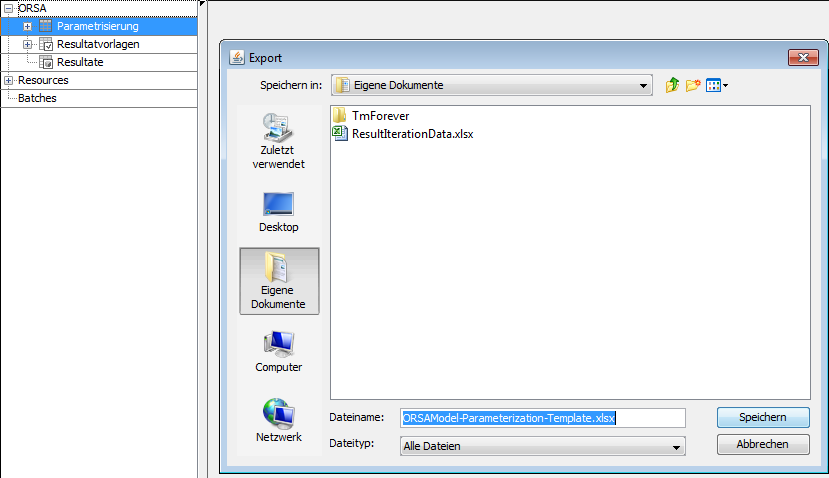 ORSA
Parametrisierung
Resultatvorlagen
Resultate
Resources
Batches
Export
Speichern in:
Eigene Dokumente
TmForever
ResultIterationData.xlsx
Zuletzt
verwendet
Desktop
Eigene
Dokumente
Computer
Netzwerk
Dateiname:
ORSAModel-Parameterization-Template.xlsx
Speichern
Dateityp:
Alle Dateien
Abbrechen